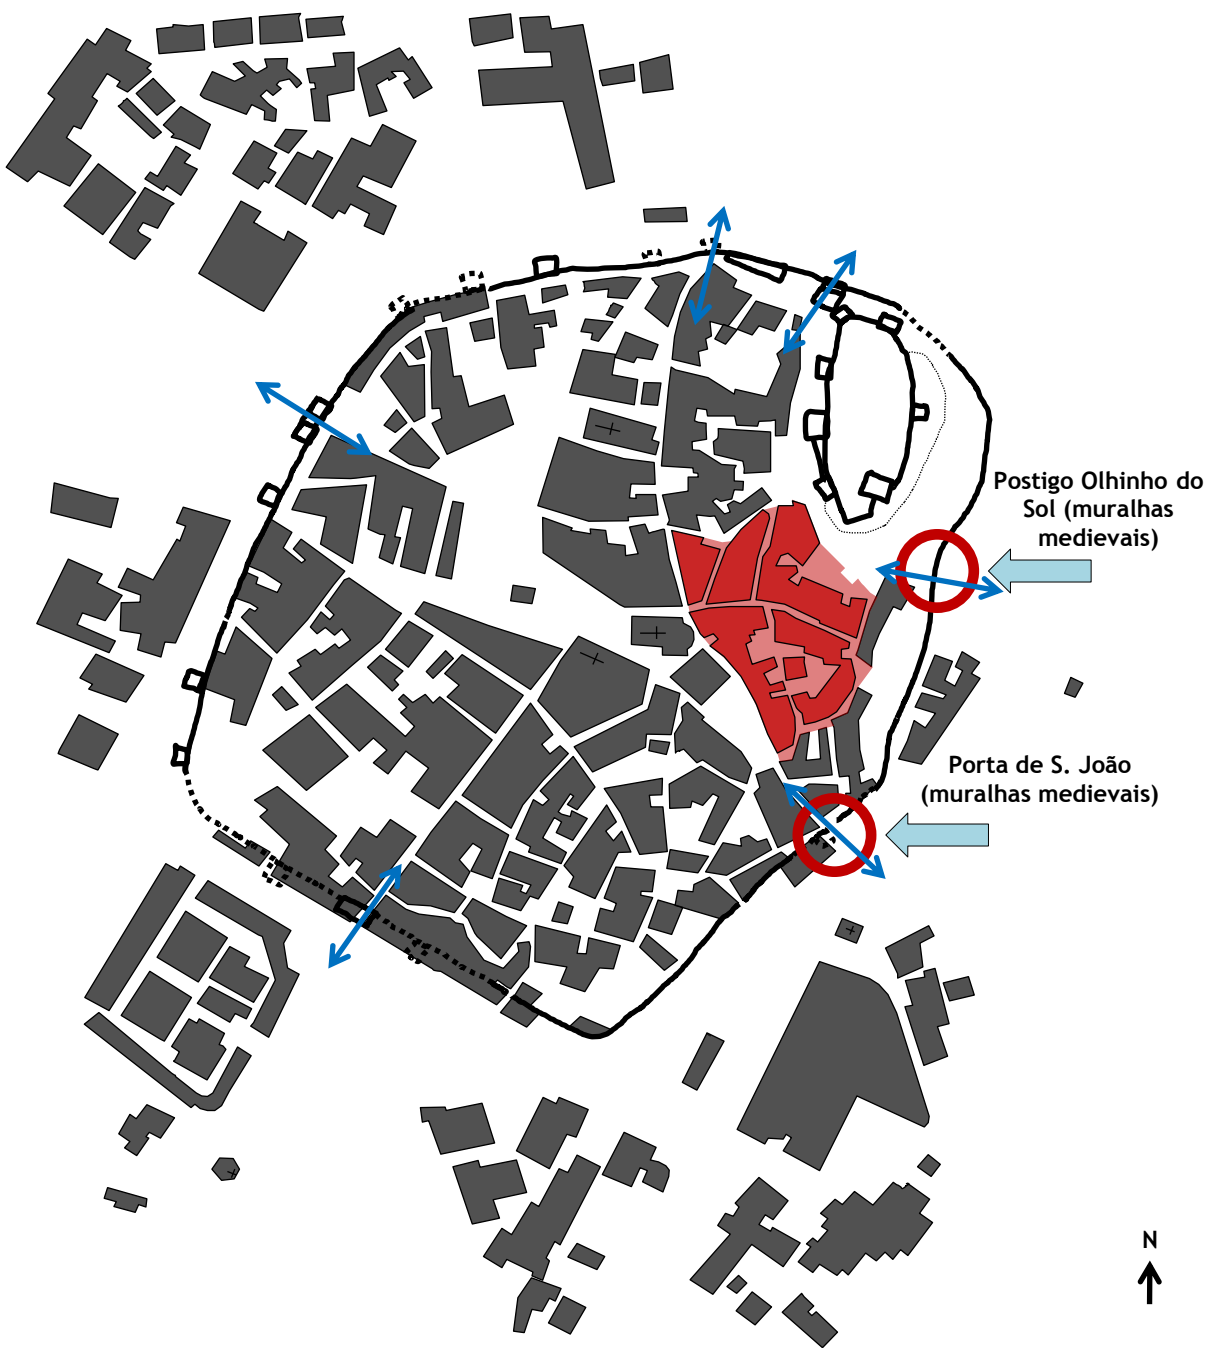 Postigo Olhinho do
Sol (muralhas
medievais)
Porta de S. João
(muralhas medievais)
N